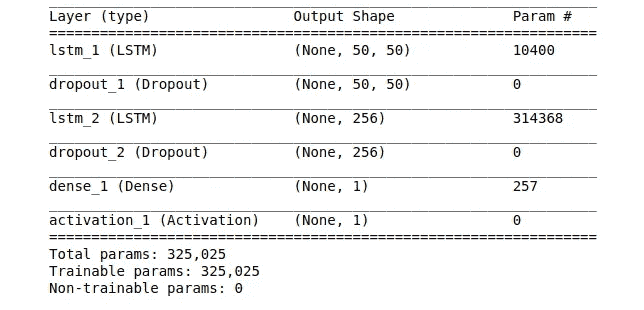 Layer (type) Output Shape Param #
=================================================================
lstm_1 (LSTM) (None, 50, 50) 10400
dropout_1 (Dropout) (None, 50, 50) 0
lstm_2 (LSTM) (None, 256) 314368
dropout_2 (Dropout) (None, 256) 0
dense_1 (Dense) (None, 1) 257
activation_1 (Activation) (None, 1) 0
=================================================================
Total params: 325,025
Trainable params: 325,025
Non-trainable params: 0